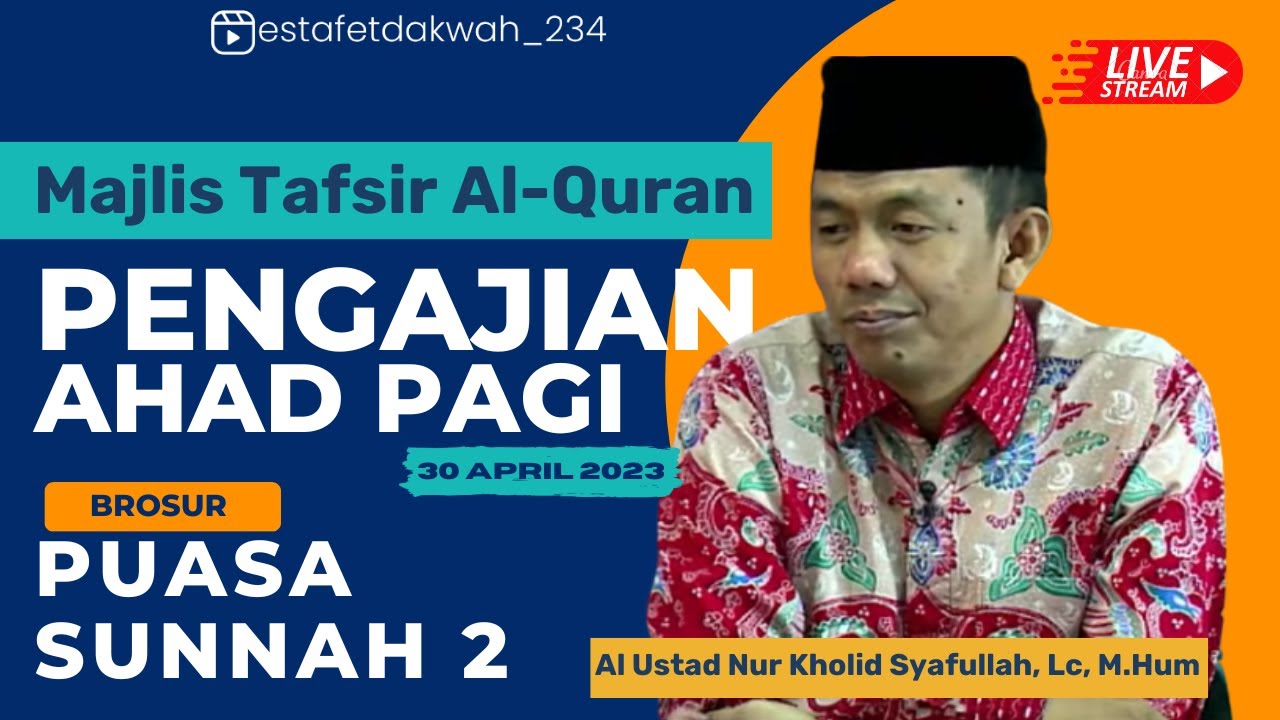 estafetdakwah_234
LIVE
STREAM
Majlis Tafsir Al-Quran
PENGAJIAN
AHAD PAGI
30 APRIL 2023
BROSUR
PUASA
SUNNAH 2
Al Ustad Nur Kholid Syafullah, Lc, M.Hum